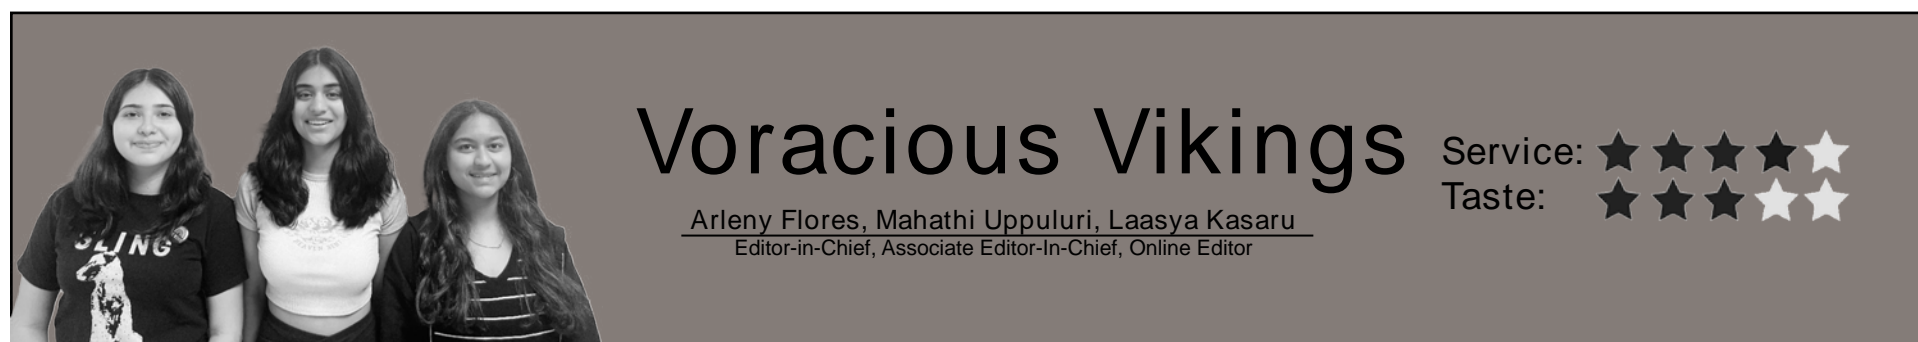 Voracious Vikings
Arleny Flores, Mahathi Uppuluri, Laasya Kasaru
Editor-in-Chief, Associate Editor-In-Chief, Online Editor
Service:
Taste: